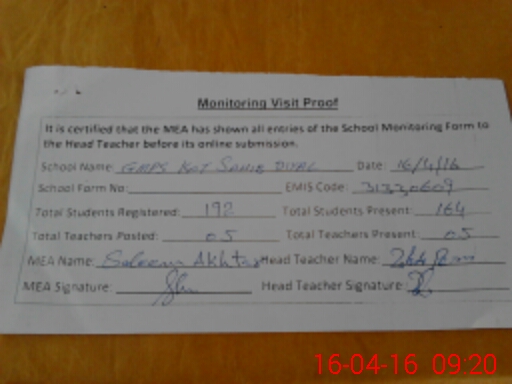 Monitoring Visit Proof
It is certified that the MEA has shown all entries of the School Monitoring Form to
the Head Teacher before its online submission.
School Name: GMPS KOT SAHIB DIYAL Date: 16/4/16
School Form No: EMIS Code: 31330609
Total Students Registered: 192 Total Students Present: 164
Total Teachers Posted: 05 Total Teachers Present: 05
MEA Name: Saleem Akhtar Head Teacher Name:
MEA Signature: Head Teacher Signature:
16-04-16 09:20